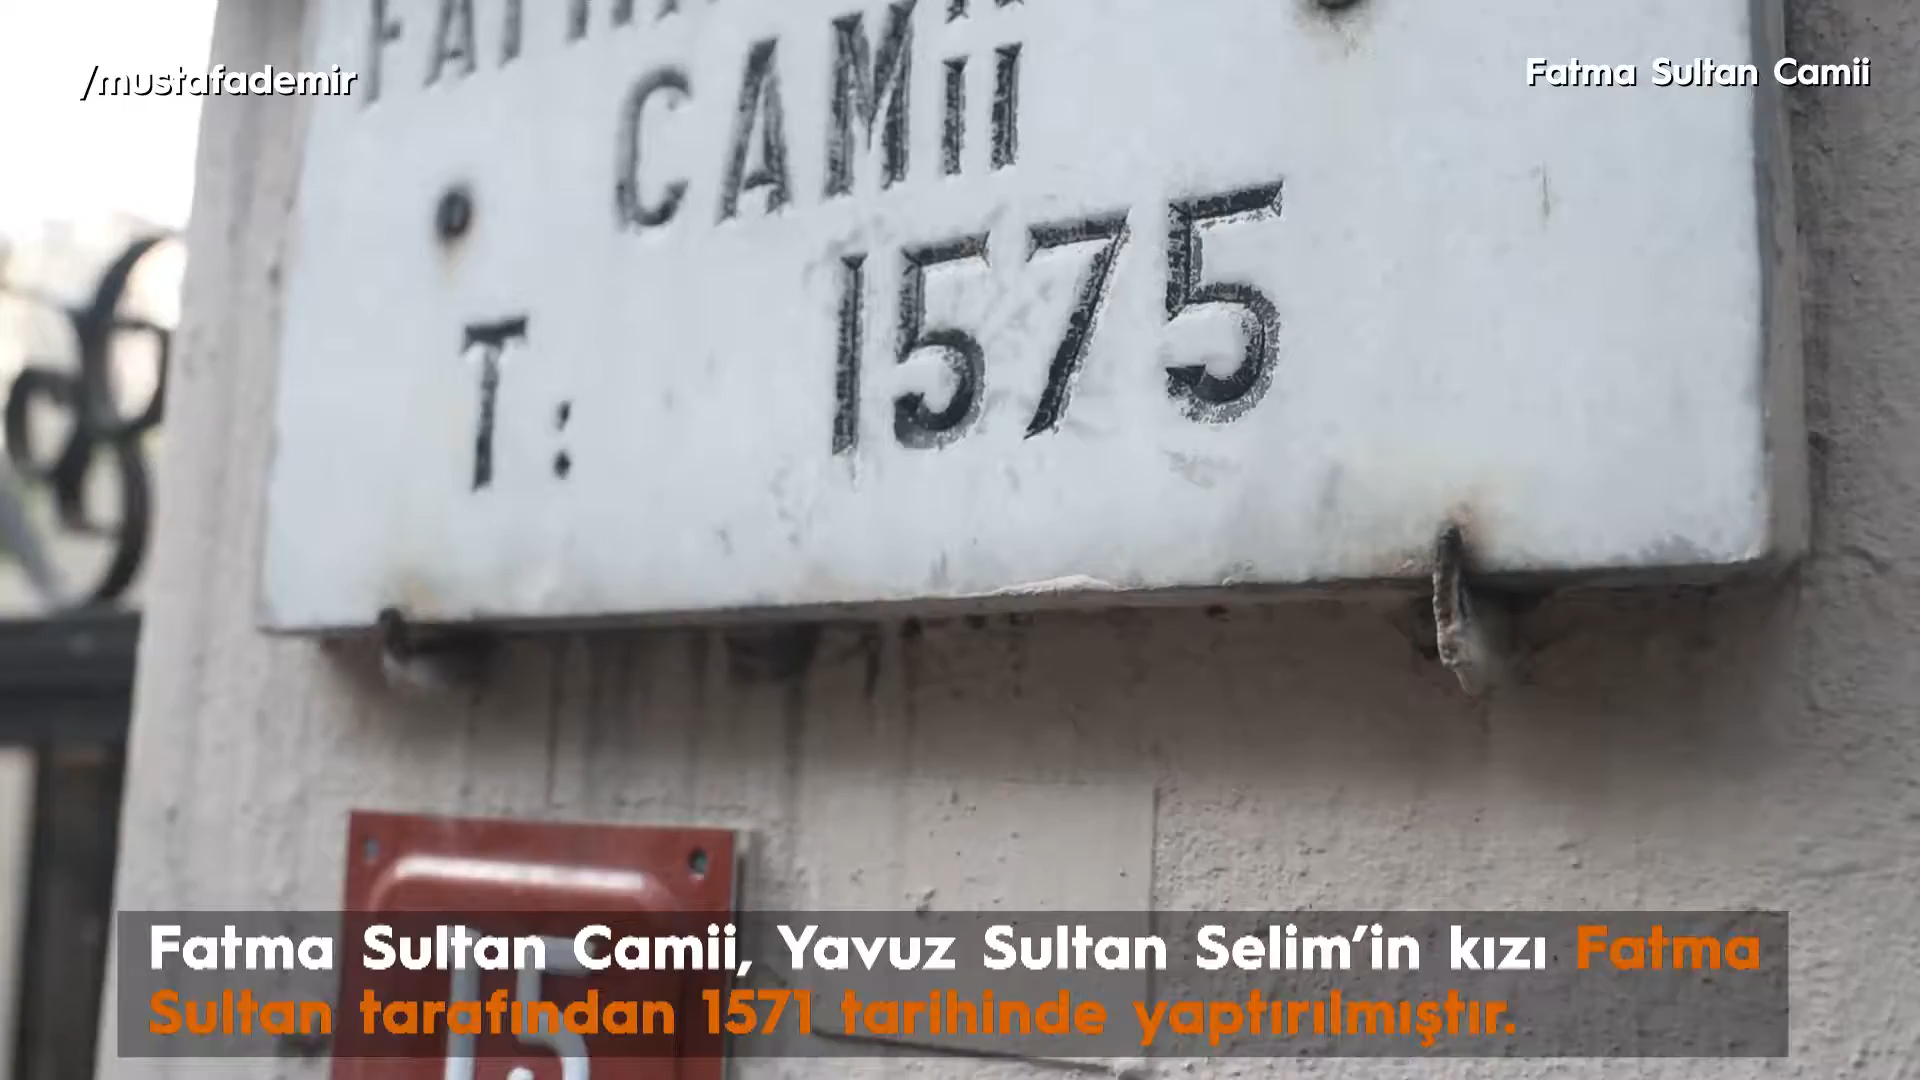 /mustafademir
Fatma Sultan Camii
CAMİİ
T: 1575
15
Fatma Sultan Camii, Yavuz Sultan Selim’in kızı Fatma
Sultan tarafından 1571 tarihinde yaptırılmıştır.